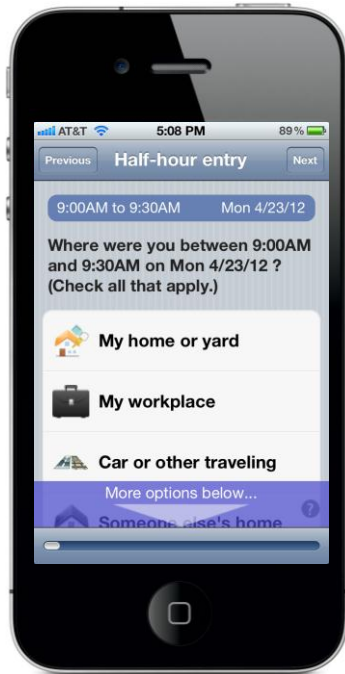 AT&T 5:08 PM 89%
Previous Half-hour entry Next
9:00AM to 9:30AM Mon 4/23/12
Where were you between 9:00AM
and 9:30AM on Mon 4/23/12 ?
(Check all that apply.)
My home or yard
My workplace
Car or other traveling
More options below...
Someone else's home ?